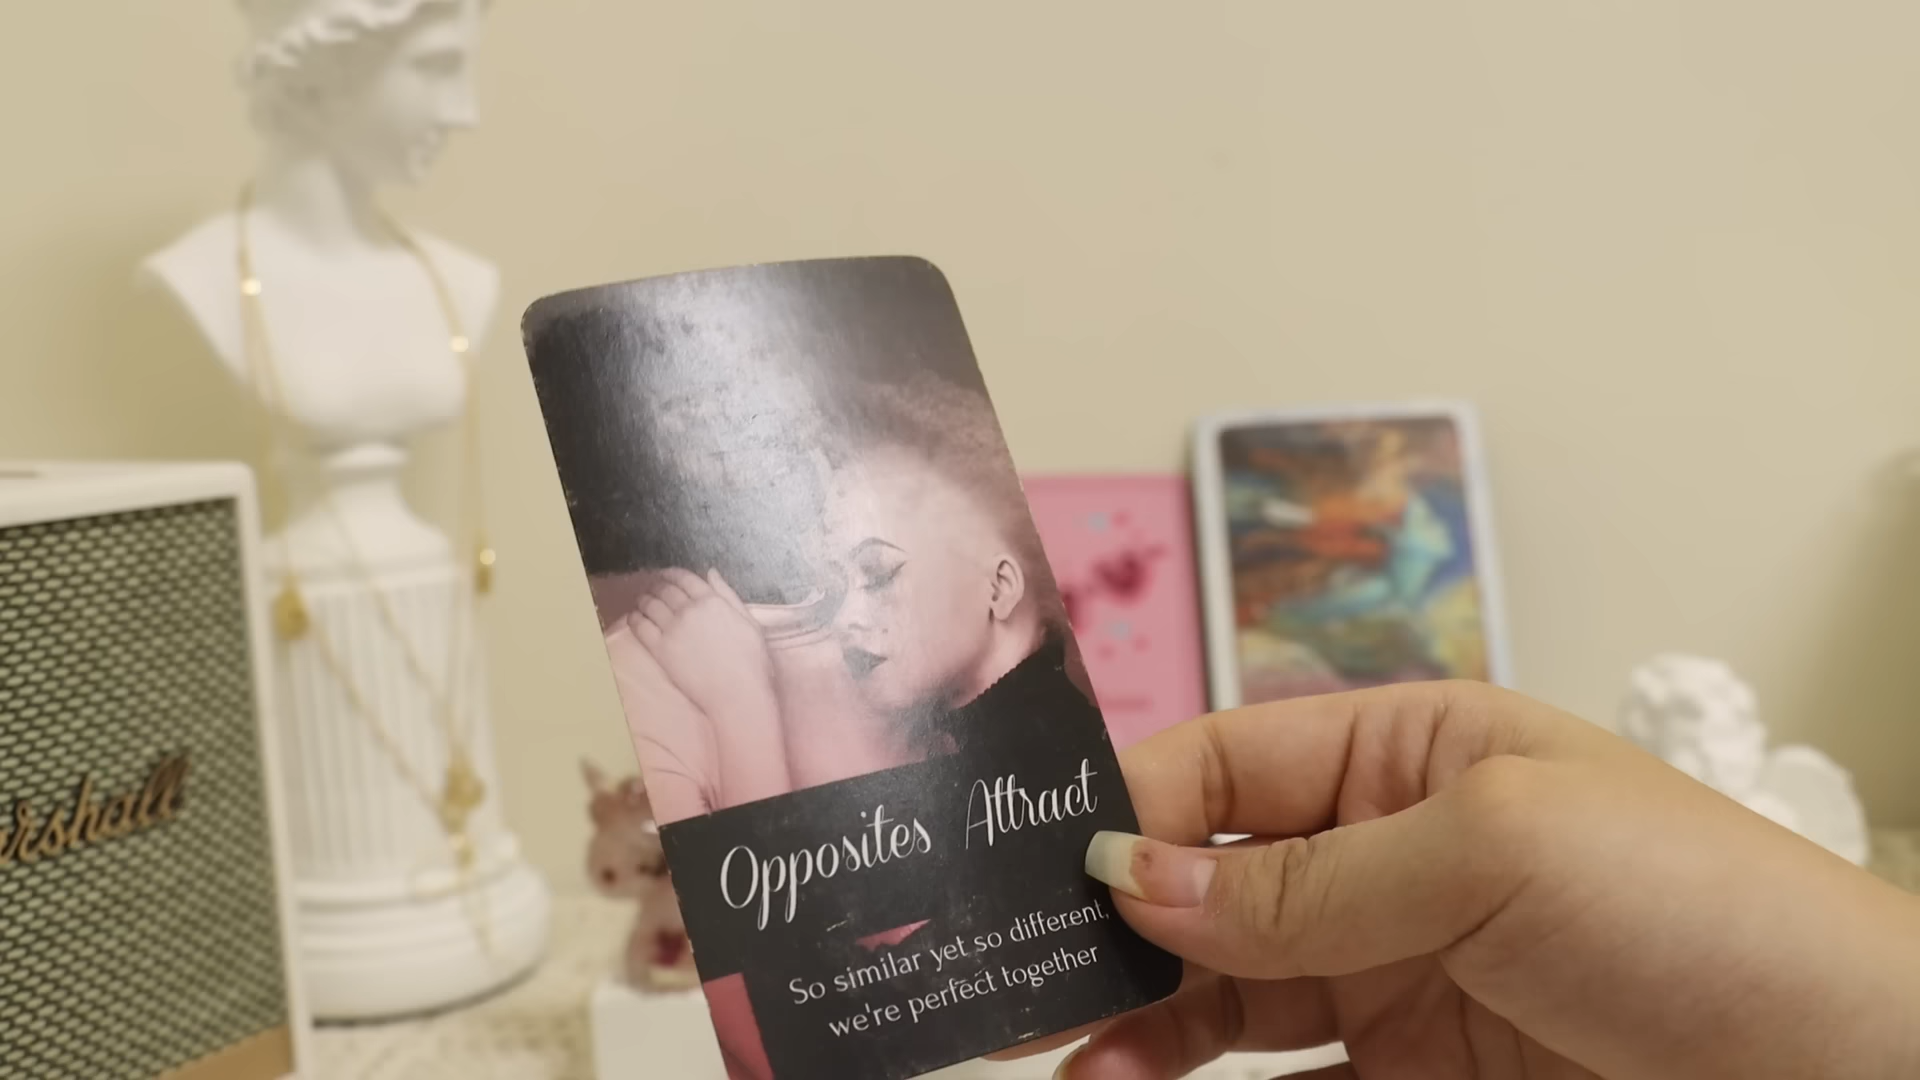 Opposites Attract
So similar yet so different,
we're perfect together